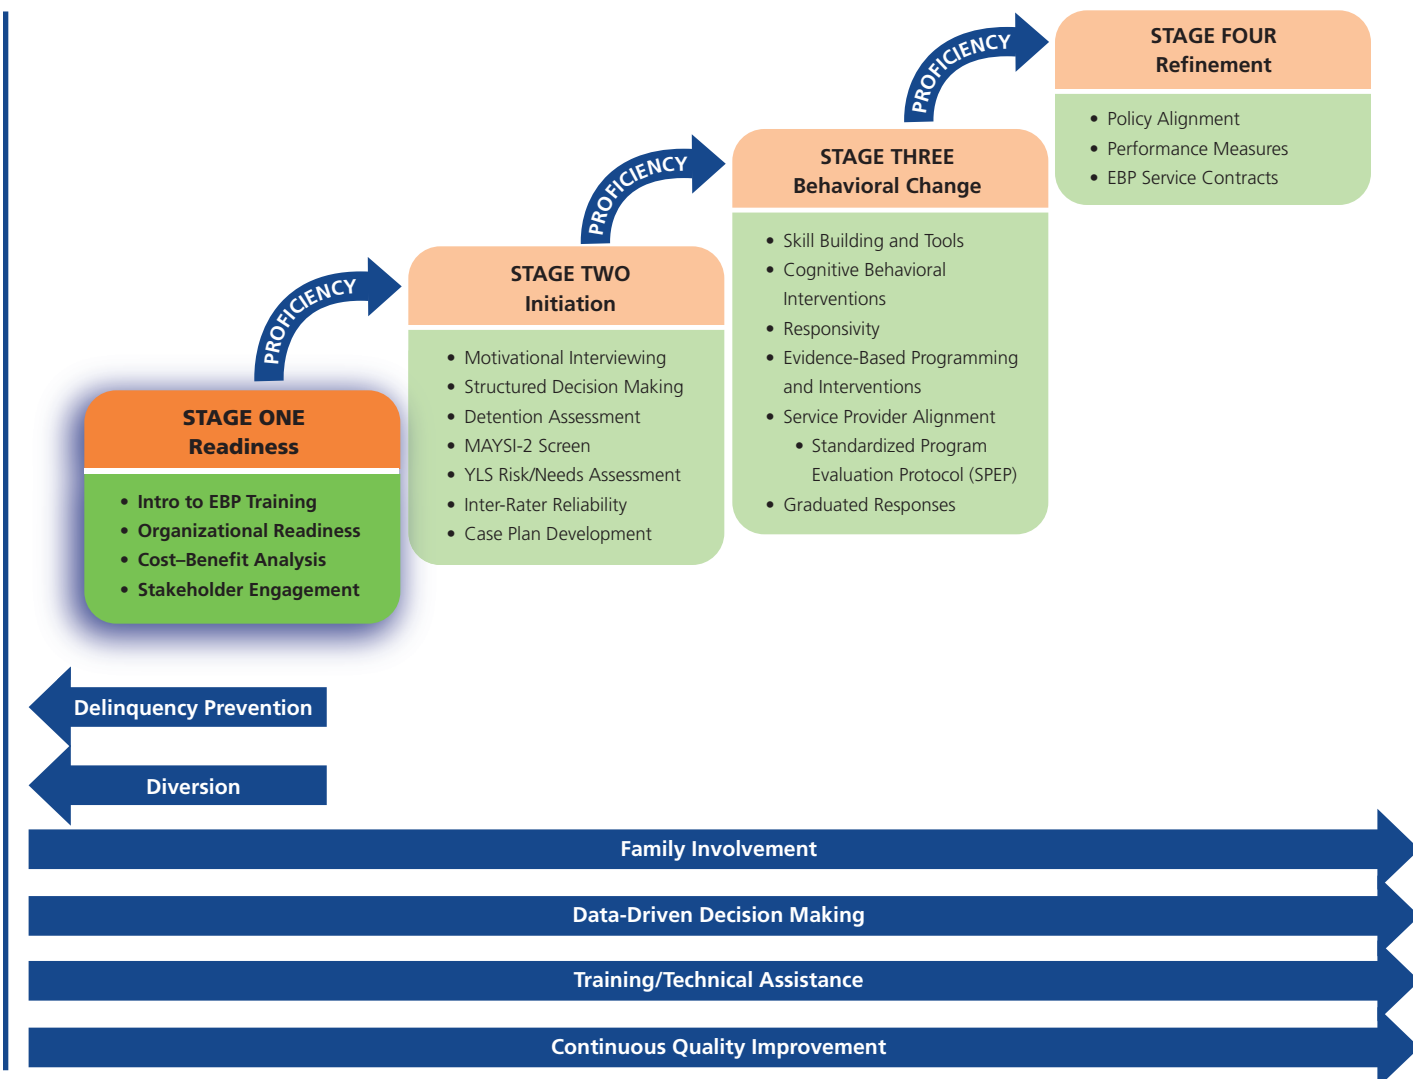 STAGE FOUR
Refinement
• Policy Alignment
• Performance Measures
• EBP Service Contracts
PROFICIENCY
STAGE THREE
Behavioral Change
• Skill Building and Tools
• Cognitive Behavioral
Interventions
• Responsivity
• Evidence-Based Programming
and Interventions
• Service Provider Alignment
• Standardized Program
Evaluation Protocol (SPEP)
• Graduated Responses
PROFICIENCY
STAGE TWO
Initiation
• Motivational Interviewing
• Structured Decision Making
• Detention Assessment
• MAYSI-2 Screen
• YLS Risk/Needs Assessment
• Inter-Rater Reliability
• Case Plan Development
PROFICIENCY
STAGE ONE
Readiness
• Intro to EBP Training
• Organizational Readiness
• Cost–Benefit Analysis
• Stakeholder Engagement
Delinquency Prevention
Diversion
Family Involvement
Data-Driven Decision Making
Training/Technical Assistance
Continuous Quality Improvement